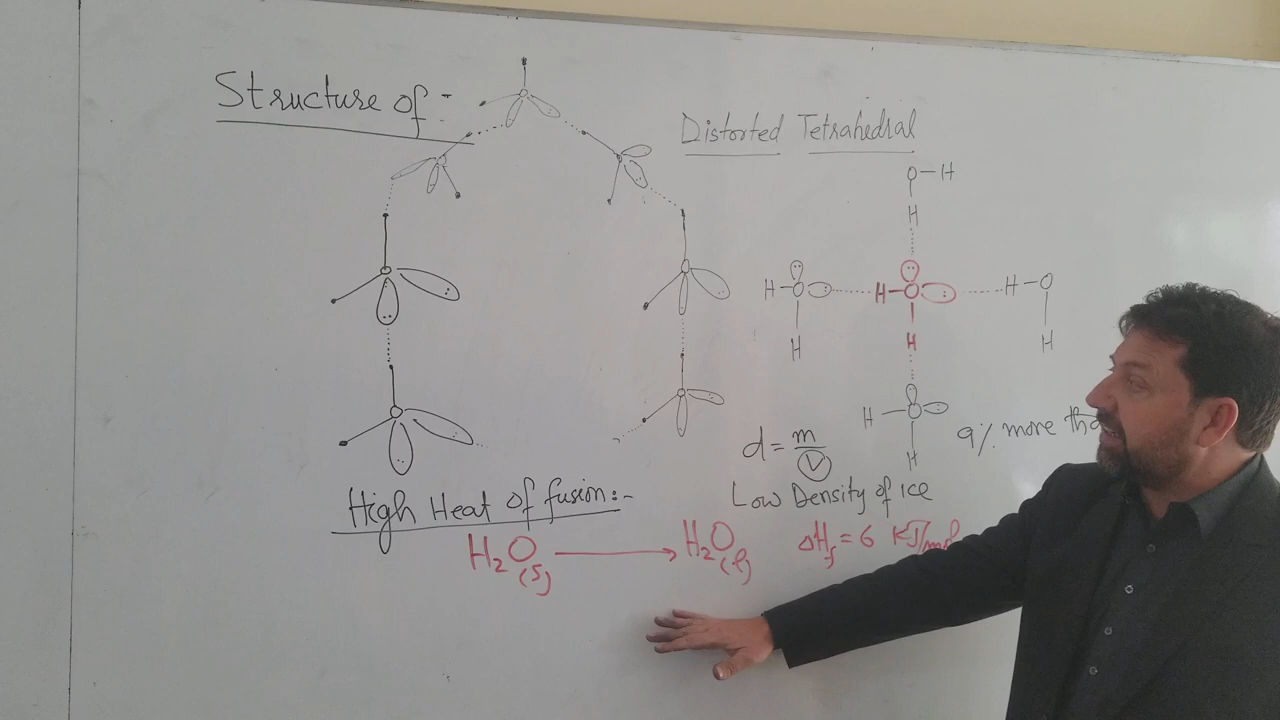 Structure of :-
Distorted Tetrahedral
O—H
H
H—O
H—O
H—O
H
H
H
H—O
H
d = m/V
9% more
Low Density of ice
High Heat of fusion:-
H₂O(s) ⟶ H₂O(l) ΔHf = 6 KJ/mol